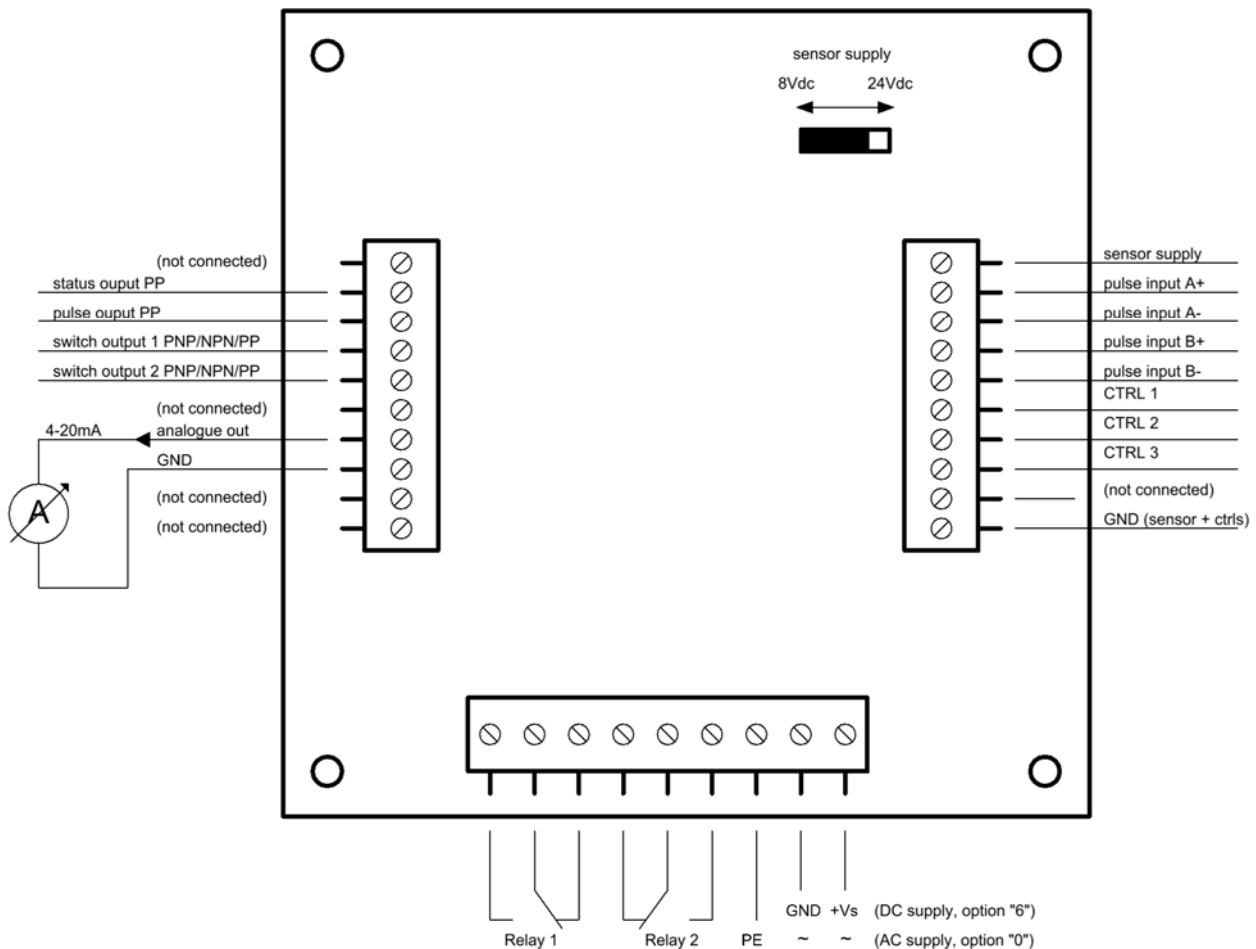 sensor supply
8Vdc 24Vdc
(not connected)
status ouput PP
pulse ouput PP
switch output 1 PNP/NPN/PP
switch output 2 PNP/NPN/PP
(not connected)
4-20mA analogue out
GND
A
(not connected)
(not connected)
sensor supply
pulse input A+
pulse input A-
pulse input B+
pulse input B-
CTRL 1
CTRL 2
CTRL 3
(not connected)
GND (sensor + ctrls)
GND +Vs (DC supply, option "6")
Relay 1 Relay 2 PE ~ ~ (AC supply, option "0")